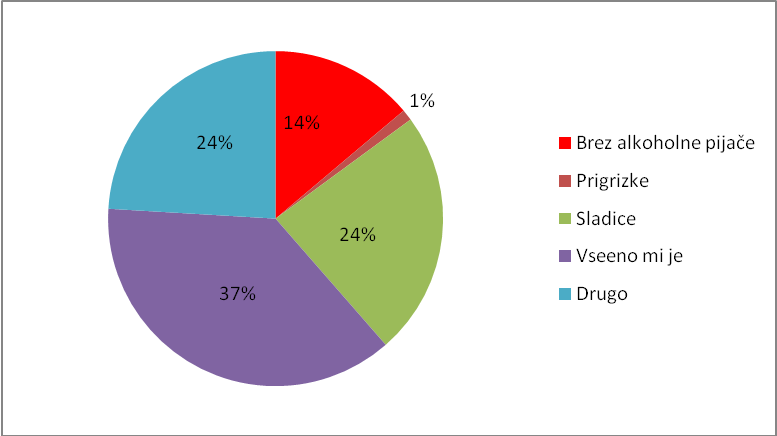 14%
1%
24%
37%
24%
Brez alkoholne pijače
Prigrizke
Sladice
Vseeno mi je
Drugo